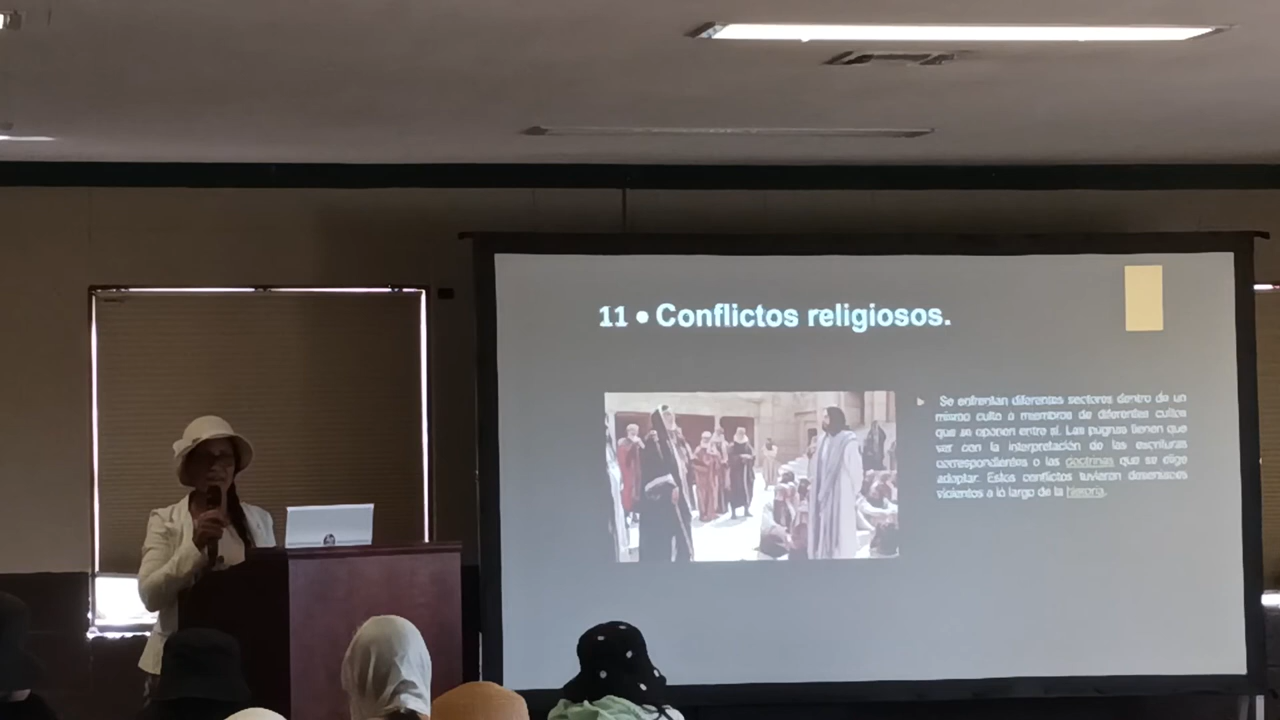 11 • Conflictos religiosos.
Se enfrentan diferentes sectores dentro de un
mismo culto o miembros de diferentes cultos
que se oponen entre sí. Las pugnas tienen que
ver con la interpretación de las escrituras
correspondientes o las doctrinas que se elige
adoptar. Estos conflictos tuvieron desenlaces
violentos a lo largo de la historia.